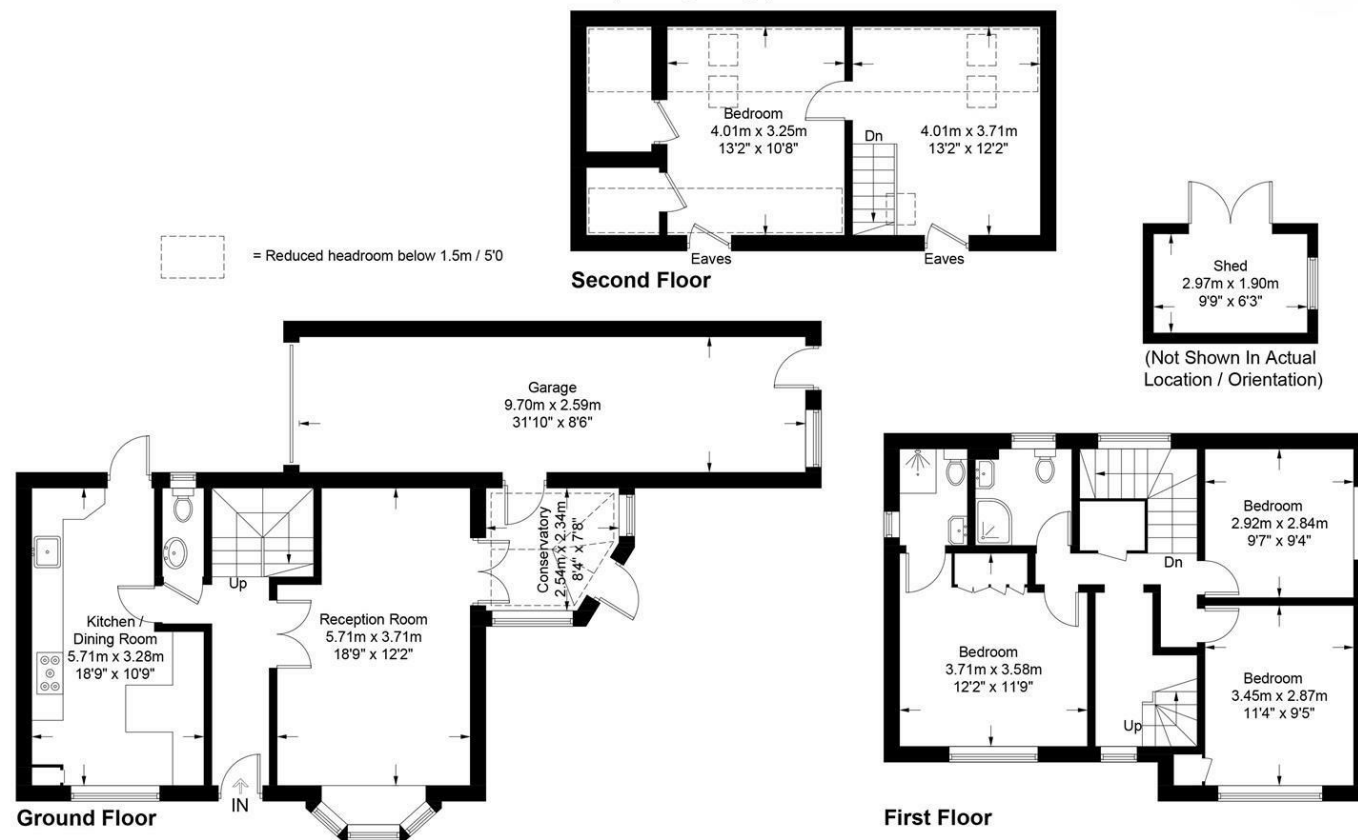 Bedroom
4.01m x 3.25m
13'2" x 10'8"
Dn
4.01m x 3.71m
13'2" x 12'2"
Eaves
Eaves
Second Floor
= Reduced headroom below 1.5m / 5'0
Shed
2.97m x 1.90m
9'9" x 6'3"
(Not Shown In Actual
Location / Orientation)
Garage
9.70m x 2.59m
31'10" x 8'6"
Conservatory
2.54m x 2.34m
8'4" x 7'8"
Up
Kitchen /
Dining Room
5.71m x 3.28m
18'9" x 10'9"
Reception Room
5.71m x 3.71m
18'9" x 12'2"
IN
Ground Floor
Bedroom
2.92m x 2.84m
9'7" x 9'4"
Dn
Bedroom
3.71m x 3.58m
12'2" x 11'9"
Bedroom
3.45m x 2.87m
11'4" x 9'5"
Up
First Floor